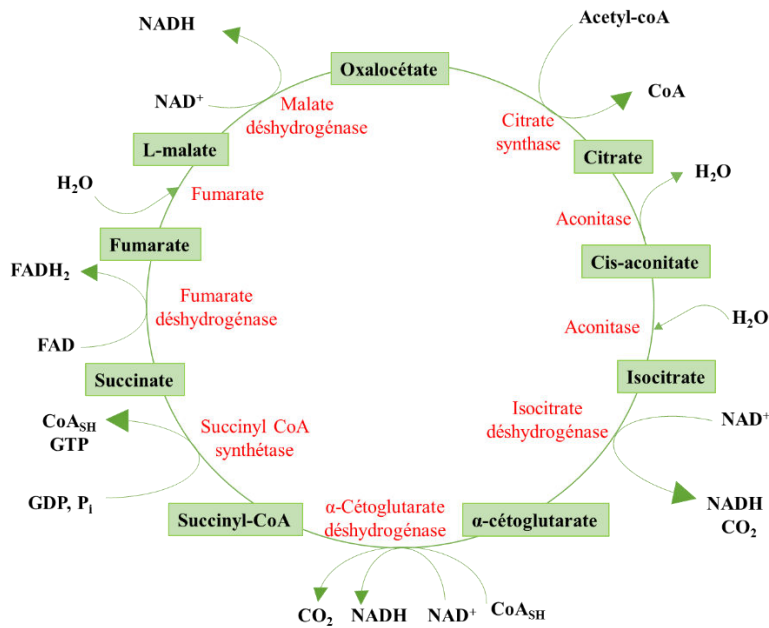 NADH
Acetyl-coA
Oxalocétate
CoA
NAD⁺
Malate
déshydrogénase
Citrate
synthase
L-malate
Citrate
H₂O
Fumarate
H₂O
Aconitase
Fumarate
Cis-aconitate
FADH₂
Fumarate
déshydrogénase
Aconitase
H₂O
FAD
Succinate
Isocitrate
CoA_SH
GTP
Succinyl CoA
synthétase
Isocitrate
déshydrogénase
NAD⁺
GDP, Pᵢ
Succinyl-CoA
α-Cétoglutarate
déshydrogénase
α-cétoglutarate
NADH
CO₂
CO₂
NADH
NAD⁺
CoA_SH